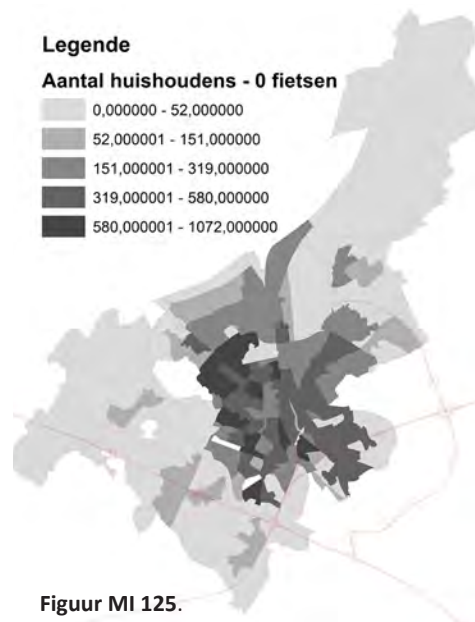 Legende
Aantal huishoudens - 0 fietsen
0,000000 - 52,000000
52,000001 - 151,000000
151,000001 - 319,000000
319,000001 - 580,000000
580,000001 - 1072,000000
Figuur MI 125.